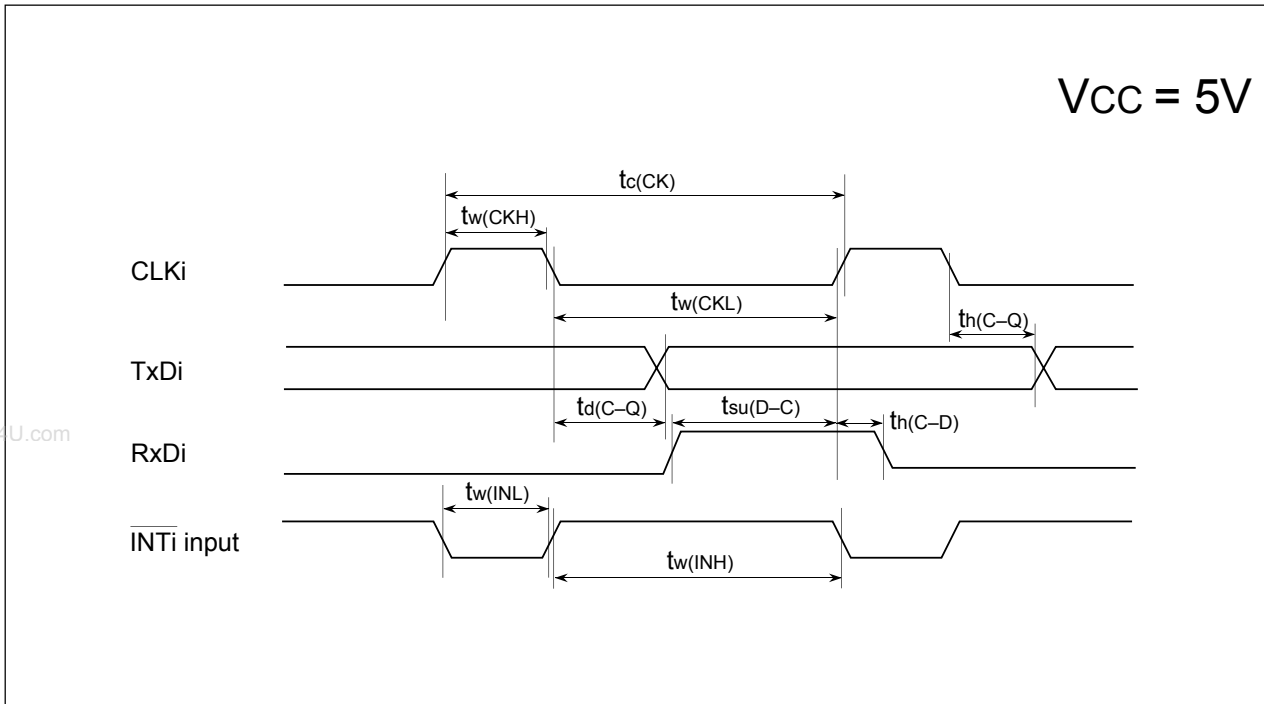 VCC = 5V
tc(CK)
tw(CKH)
CLKi
tw(CKL)
th(C–Q)
TxDi
td(C–Q)
tsu(D–C)
th(C–D)
4U.com
RxDi
tw(INL)
INTi input
tw(INH)